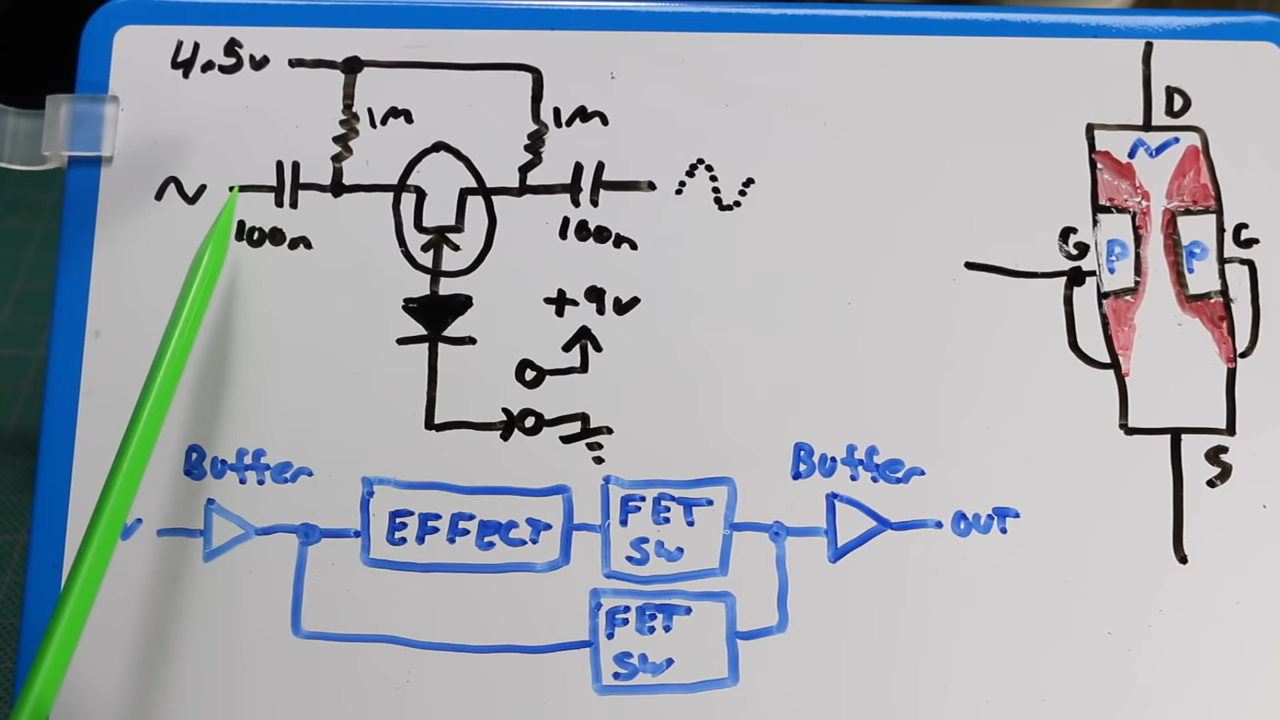 4.5v
1M
1M
100n
100n
+9v
D
N
G
P
P
G
S
Buffer
Buffer
EFFECT
FET
SW
OUT
FET
SW